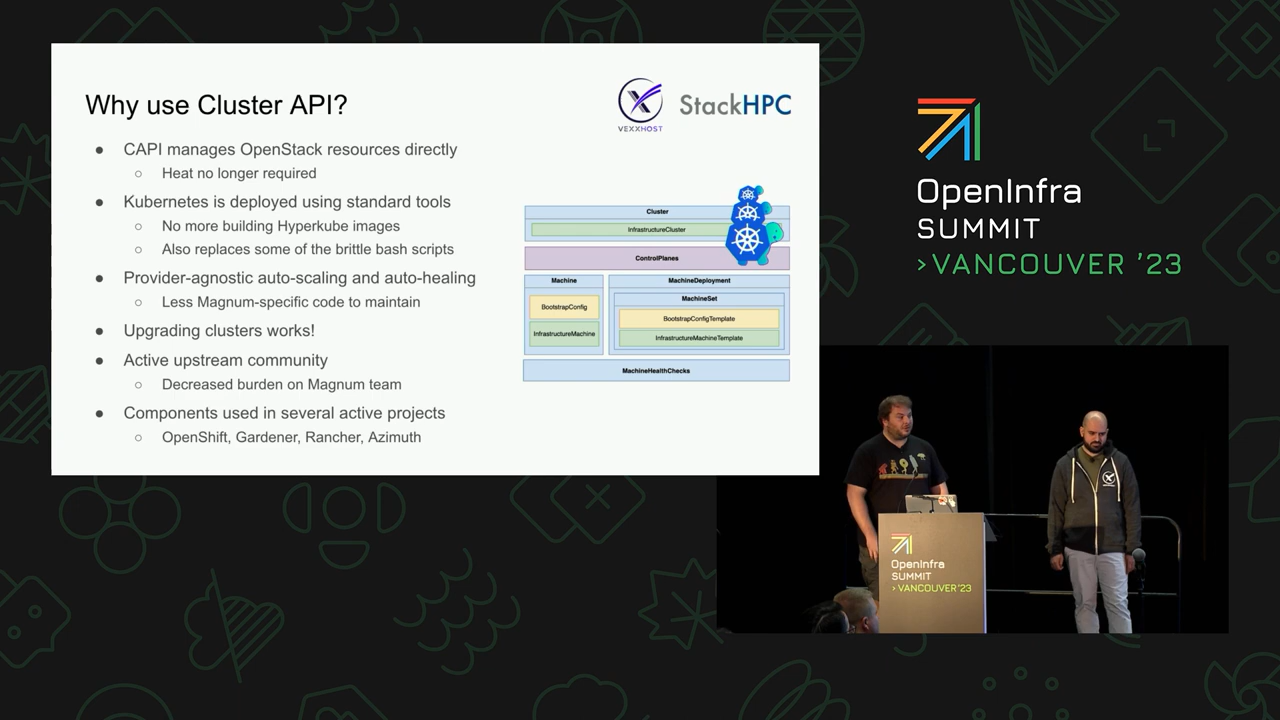 Why use Cluster API?
VEXXHOST
StackHPC
● CAPI manages OpenStack resources directly
○ Heat no longer required
● Kubernetes is deployed using standard tools
○ No more building Hyperkube images
○ Also replaces some of the brittle bash scripts
● Provider-agnostic auto-scaling and auto-healing
○ Less Magnum-specific code to maintain
● Upgrading clusters works!
● Active upstream community
○ Decreased burden on Magnum team
● Components used in several active projects
○ OpenShift, Gardener, Rancher, Azimuth
Cluster
InfrastructureCluster
ControlPlanes
Machine
BootstrapConfig
InfrastructureMachine
MachineDeployment
MachineSet
BootstrapConfigTemplate
InfrastructureMachineTemplate
MachineHealthChecks
OpenInfra
SUMMIT
>VANCOUVER '23
OpenInfra
SUMMIT
>VANCOUVER '23